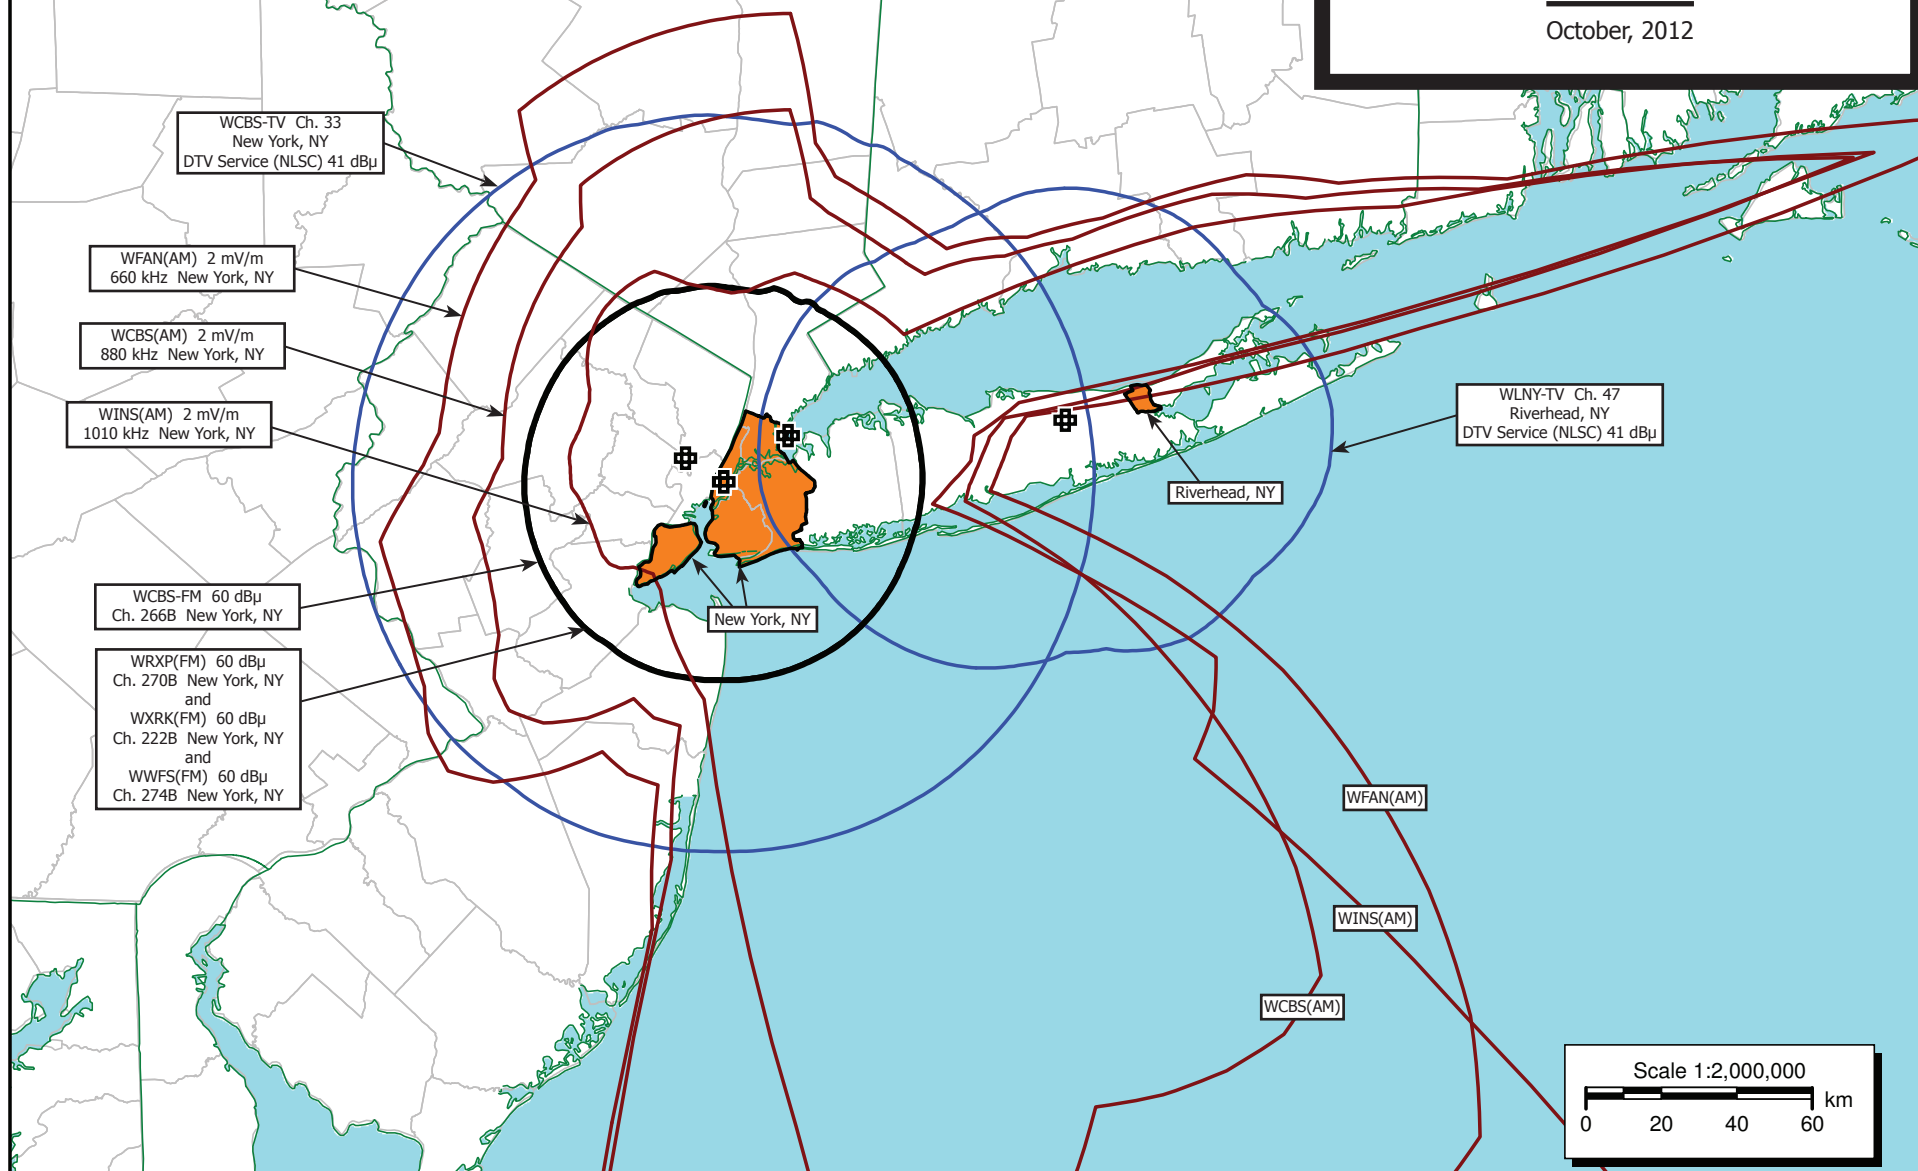 October, 2012
WCBS-TV Ch. 33
New York, NY
DTV Service (NLSC) 41 dBµ
WFAN(AM) 2 mV/m
660 kHz New York, NY
WCBS(AM) 2 mV/m
880 kHz New York, NY
WINS(AM) 2 mV/m
1010 kHz New York, NY
WLNY-TV Ch. 47
Riverhead, NY
DTV Service (NLSC) 41 dBµ
Riverhead, NY
WCBS-FM 60 dBµ
Ch. 266B New York, NY
New York, NY
WRXP(FM) 60 dBµ
Ch. 270B New York, NY
and
WXRK(FM) 60 dBµ
Ch. 222B New York, NY
and
WWFS(FM) 60 dBµ
Ch. 274B New York, NY
WFAN(AM)
WINS(AM)
WCBS(AM)
Scale 1:2,000,000
km
0 20 40 60